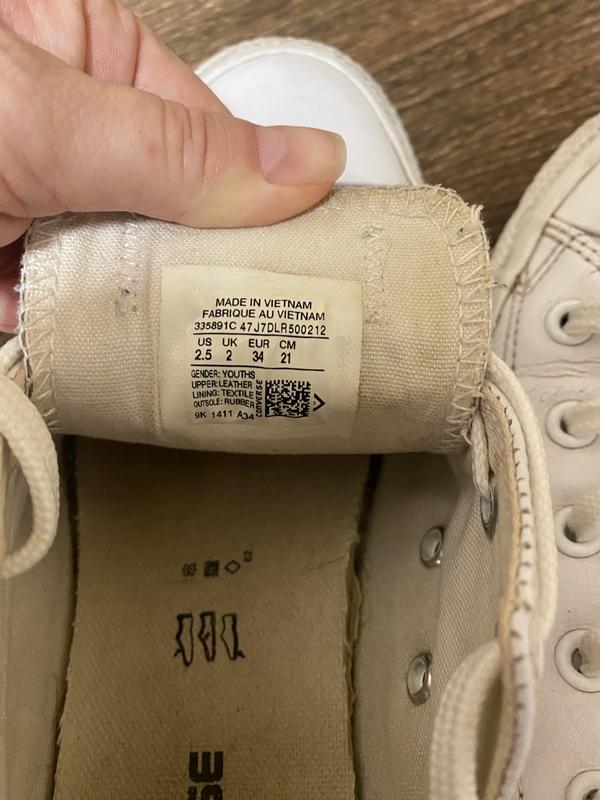 MADE IN VIETNAM
FABRIQUE AU VIETNAM
335891C 47J7DLR500212
US UK EUR CM
2.5 2 34 21
GENDER: YOUTHS
UPPER: LEATHER
LINING: TEXTILE
OUTSOLE: RUBBER
CONVERSE
9K 1411 A34
SE